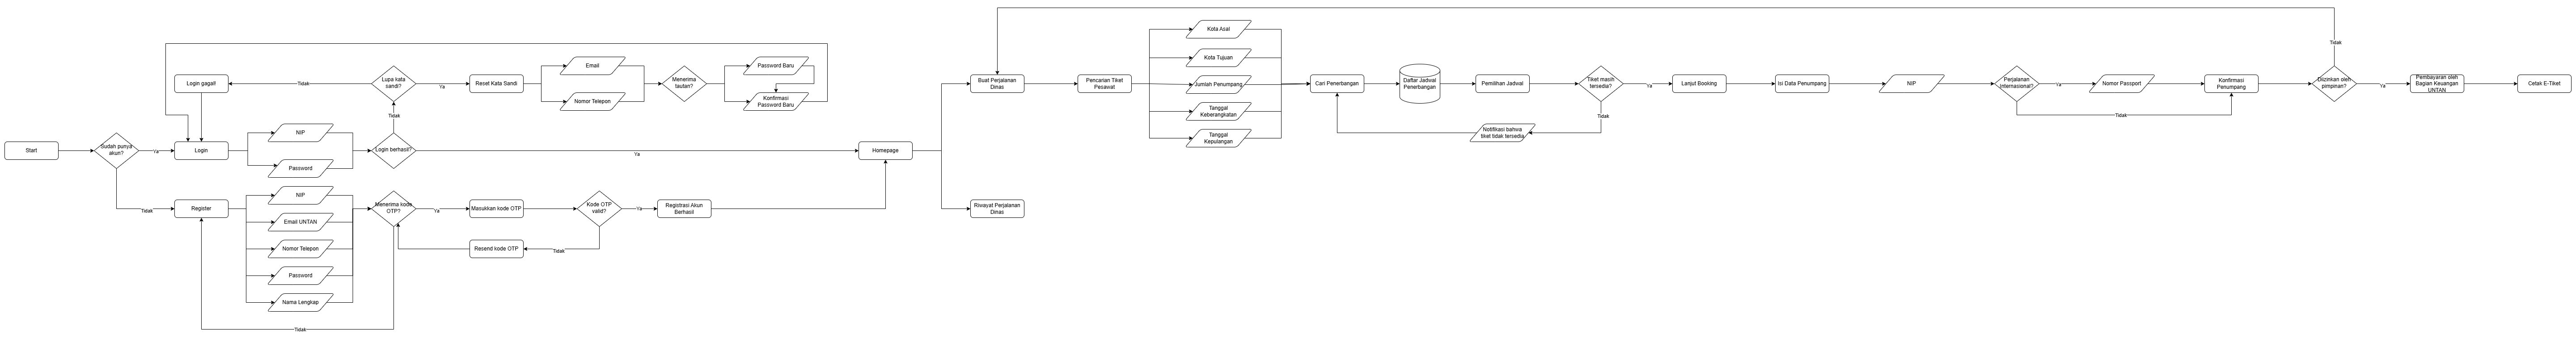 Start
Sudah punya
akun?
Ya
Tidak
Login
Login gagal!
NIP
Password
Login berhasil?
Tidak
Ya
Lupa kata
sandi?
Tidak
Ya
Reset Kata Sandi
Email
Nomor Telepon
Menerima
tautan?
Password Baru
Konfirmasi
Password Baru
Register
NIP
Email UNTAN
Nomor Telepon
Password
Nama Lengkap
Menerima kode
OTP?
Ya
Tidak
Masukkan kode OTP
Kode OTP
valid?
Ya
Tidak
Resend kode OTP
Registrasi Akun
Berhasil
Homepage
Buat Perjalanan
Dinas
Riwayat Perjalanan
Dinas
Pencarian Tiket
Pesawat
Kota Asal
Kota Tujuan
Jumlah Penumpang
Tanggal
Keberangkatan
Tanggal
Kepulangan
Cari Penerbangan
Daftar Jadwal
Penerbangan
Pemilihan Jadwal
Tiket masih
tersedia?
Ya
Tidak
Notifikasi bahwa
tiket tidak tersedia
Lanjut Booking
Isi Data Penumpang
NIP
Perjalanan
Internasional?
Ya
Tidak
Nomor Passport
Konfirmasi
Penumpang
Diizinkan oleh
pimpinan?
Tidak
Ya
Pembayaran oleh
Bagian Keuangan
UNTAN
Cetak E-Tiket